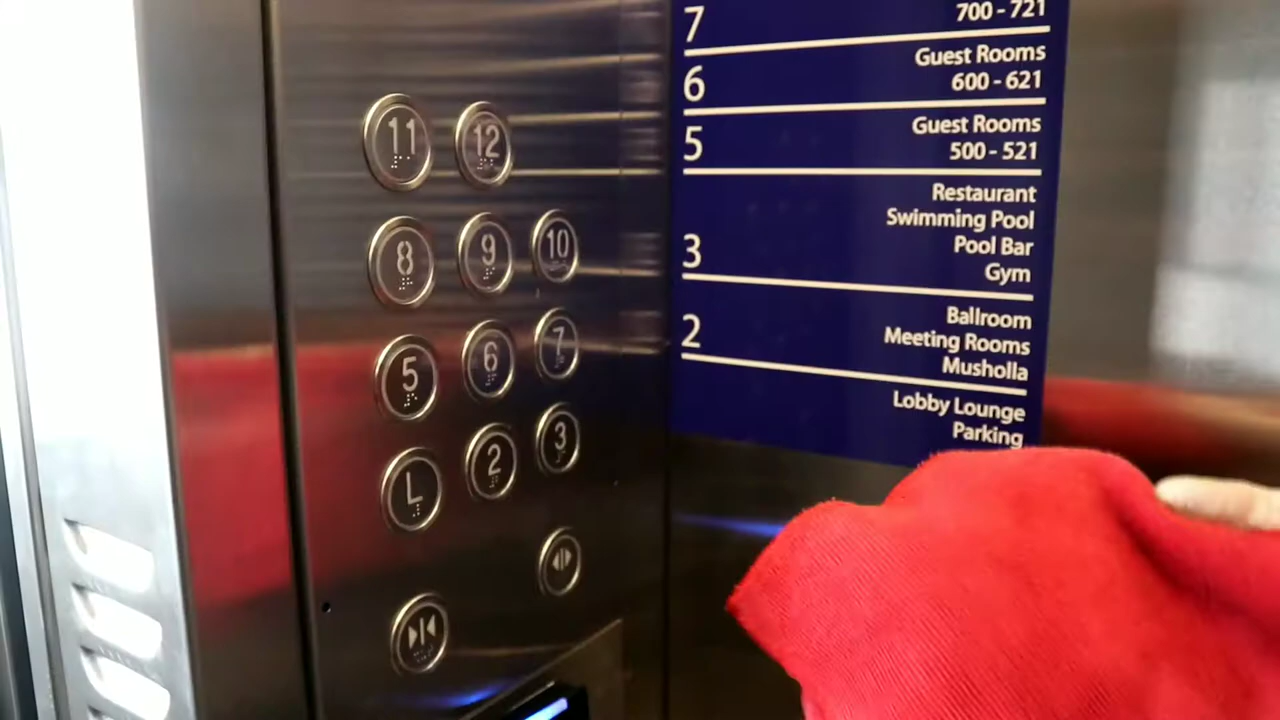 11 12
8 9 10
5 6 7
L 2 3
7 700 - 721
Guest Rooms
6 600 - 621
Guest Rooms
5 500 - 521
Restaurant
Swimming Pool
Pool Bar
3 Gym
Ballroom
2 Meeting Rooms
Musholla
Lobby Lounge
Parking